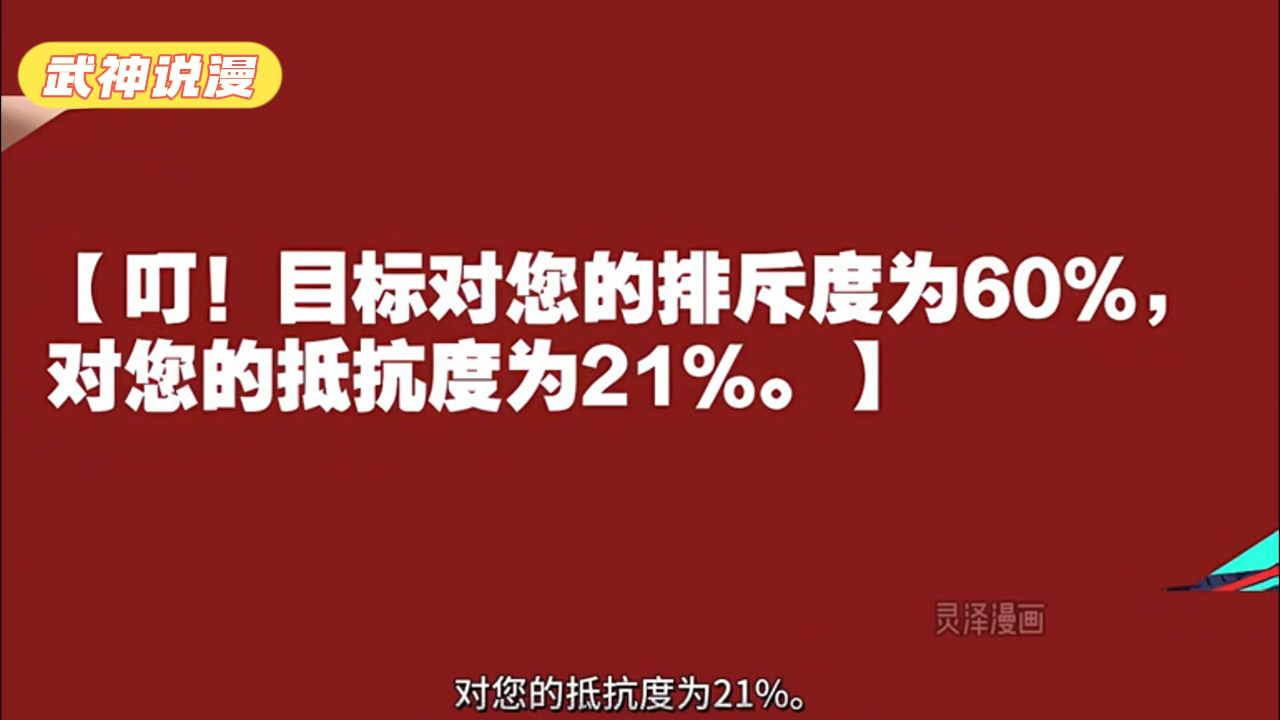 武神说漫
【叮！目标对您的排斥度为60%，
对您的抵抗度为21%。】
灵泽漫画
对您的抵抗度为21%。